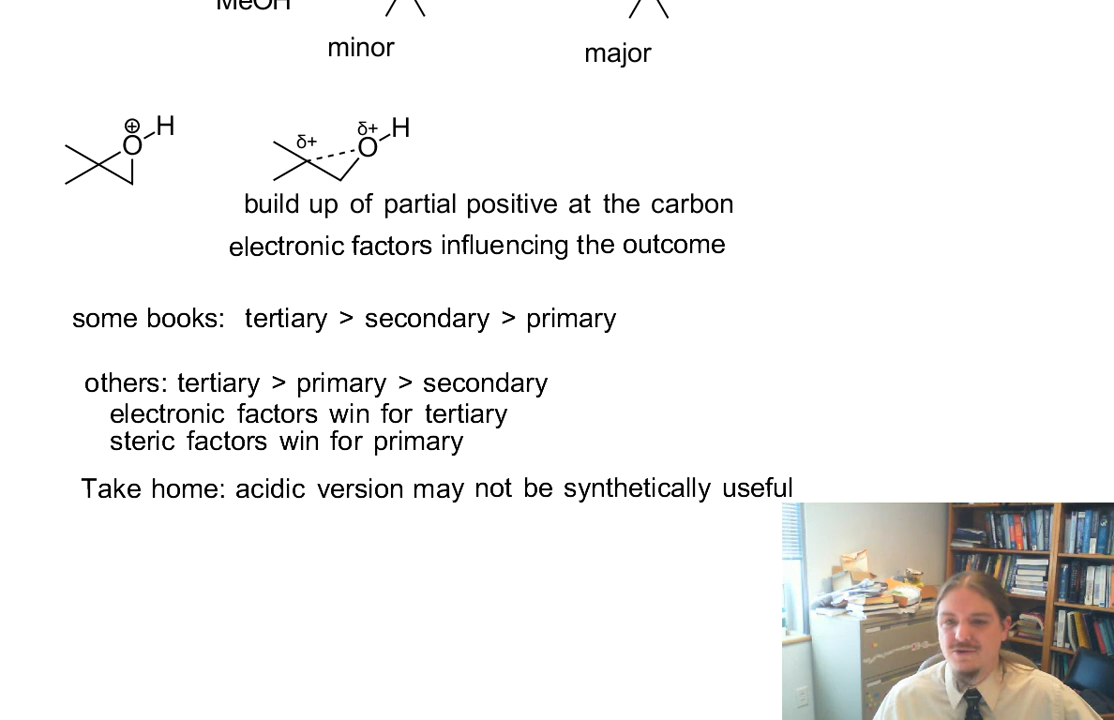 MeOH
minor
major
⊕ O H
δ+ δ+ O H
build up of partial positive at the carbon
electronic factors influencing the outcome
some books: tertiary > secondary > primary
others: tertiary > primary > secondary
electronic factors win for tertiary
steric factors win for primary
Take home: acidic version may not be synthetically useful